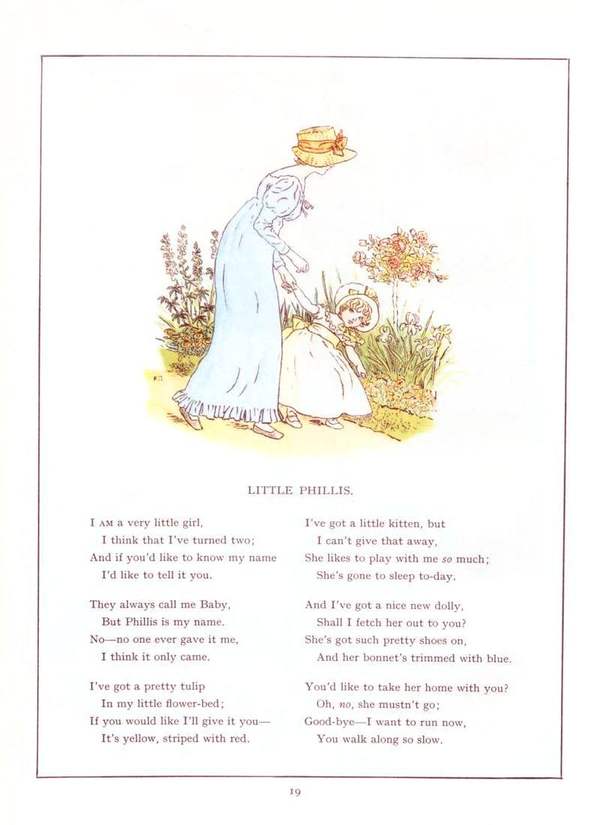 LITTLE PHILLIS.
I AM a very little girl,
I think that I've turned two;
And if you'd like to know my name
I'd like to tell it you.
They always call me Baby,
But Phillis is my name.
No—no one ever gave it me,
I think it only came.
I've got a pretty tulip
In my little flower-bed;
If you would like I'll give it you—
It's yellow, striped with red.
I've got a little kitten, but
I can't give that away,
She likes to play with me so much;
She's gone to sleep to-day.
And I've got a nice new dolly,
Shall I fetch her out to you?
She's got such pretty shoes on,
And her bonnet's trimmed with blue.
You'd like to take her home with you?
Oh, no, she mustn't go;
Good-bye—I want to run now,
You walk along so slow.
19